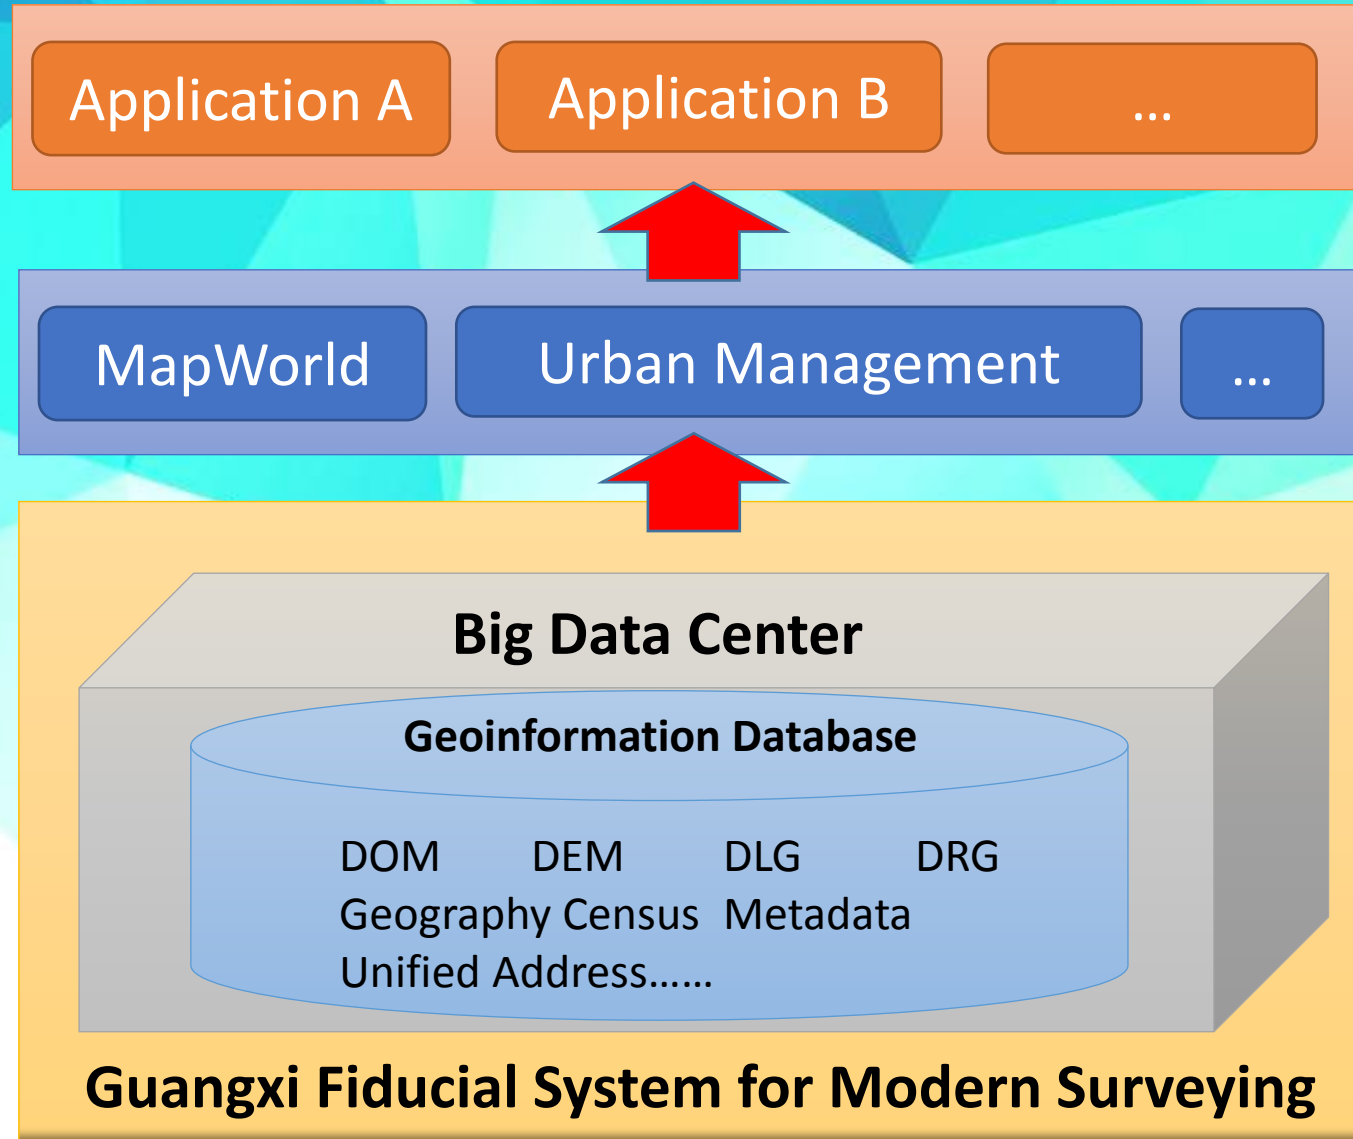 Application A Application B ...
MapWorld Urban Management ...
Big Data Center
Geoinformation Database
DOM DEM DLG DRG
Geography Census Metadata
Unified Address......
Guangxi Fiducial System for Modern Surveying